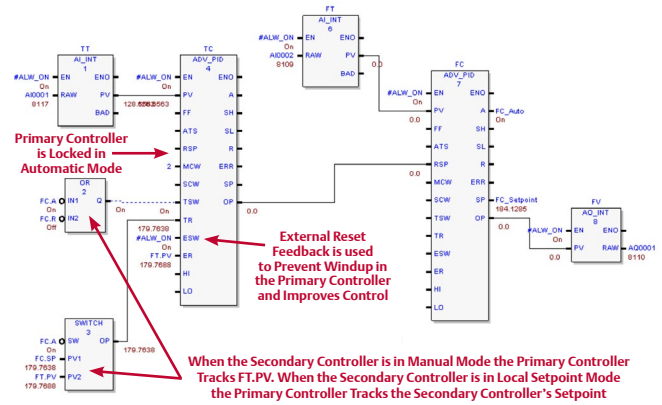 TT
AI_INT
1
#ALW_ON EN ENO
On
AI0001 RAW PV
8117
BAD
TC
ADV_PID
4
#ALW_ON EN ENO
On
PV A
FF SH
ATS SL
RSP R
2 MCW ERR
SCW SP
TSW OP 0.0
On
TR
179.7638
#ALW_ON ESW
On
FT.PV ER
179.7688
HI
LO
FT
AI_INT
6
#ALW_ON EN ENO
On
AI0002 RAW PV 0.0
8109
BAD
FC
ADV_PID
7
#ALW_ON EN ENO
On
PV A FC_Auto
0.0 On
FF SH
ATS SL
RSP R
0.0
MCW ERR
SCW SP FC_Setpoint
184.1285
TSW OP 0.0
TR
ESW
ER
HI
LO
FV
AQ_INT
8
#ALW_ON EN ENO
On
PV RAW AQ0001
0.0 8110
Primary Controller
is Locked in
Automatic Mode
OR
2
FC.A IN1 Q On
On
FC.R IN2
Off
External Reset
Feedback is used
to Prevent Windup in
the Primary Controller
and Improves Control
SWITCH
3
FC.A SW OP 179.7638
On
FC.SP PV1
179.7638
FT.PV PV2
179.7688
When the Secondary Controller is in Manual Mode the Primary Controller
Tracks FT.PV. When the Secondary Controller is in Local Setpoint Mode
the Primary Controller Tracks the Secondary Controller's Setpoint